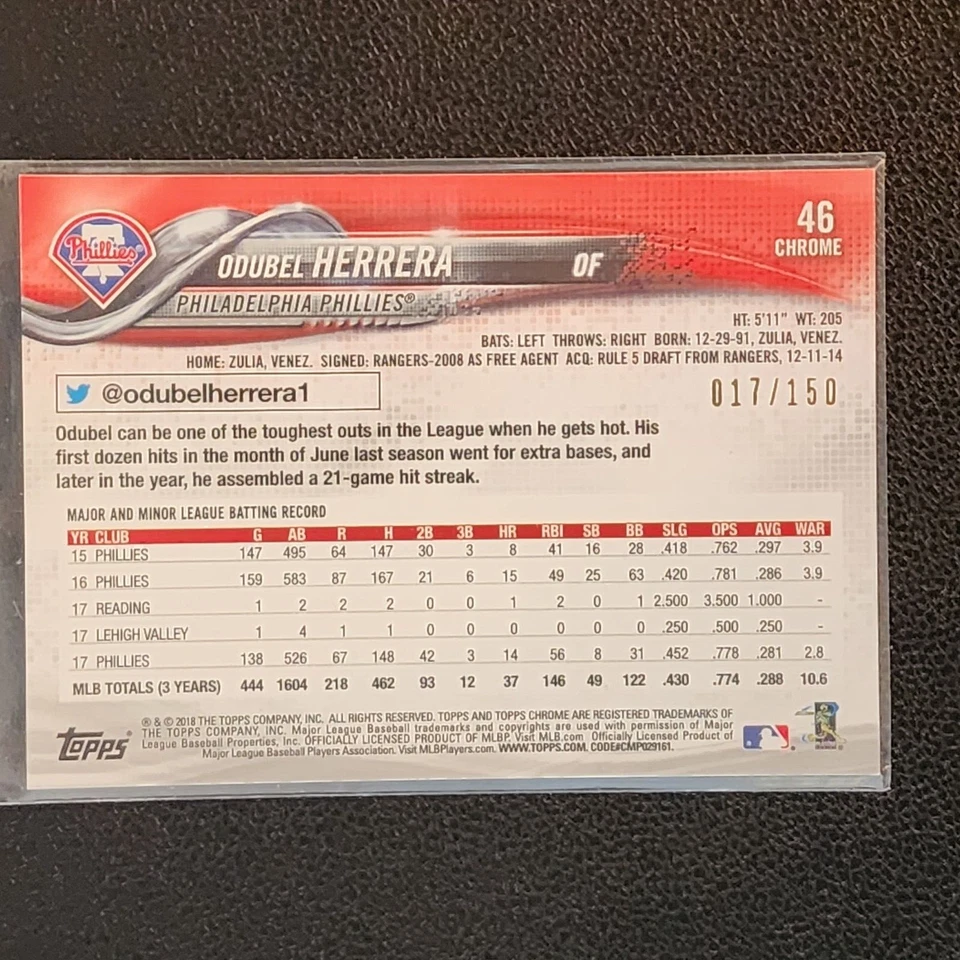 Phillies
46
CHROME
ODUBEL HERRERA OF
PHILADELPHIA PHILLIES®
HT: 5'11" WT: 205
BATS: LEFT THROWS: RIGHT BORN: 12-29-91, ZULIA, VENEZ.
HOME: ZULIA, VENEZ. SIGNED: RANGERS-2008 AS FREE AGENT ACQ: RULE 5 DRAFT FROM RANGERS, 12-11-14
@odubelherrera1
017/150
Odubel can be one of the toughest outs in the League when he gets hot. His
first dozen hits in the month of June last season went for extra bases, and
later in the year, he assembled a 21-game hit streak.
MAJOR AND MINOR LEAGUE BATTING RECORD
YR CLUB G AB R H 2B 3B HR RBI SB BB SLG OPS AVG WAR
15 PHILLIES 147 495 64 147 30 3 8 41 16 28 .418 .762 .297 3.9
16 PHILLIES 159 583 87 167 21 6 15 49 25 63 .420 .781 .286 3.9
17 READING 1 2 2 2 0 0 1 2 0 1 2.500 3.500 1.000 -
17 LEHIGH VALLEY 1 4 1 1 0 0 0 0 0 0 .250 .500 .250 -
17 PHILLIES 138 526 67 148 42 3 14 56 8 31 .452 .778 .281 2.8
MLB TOTALS (3 YEARS) 444 1604 218 462 93 12 37 146 49 122 .430 .774 .288 10.6
® & © 2018 THE TOPPS COMPANY, INC. ALL RIGHTS RESERVED. TOPPS AND TOPPS CHROME ARE REGISTERED TRADEMARKS OF
THE TOPPS COMPANY, INC. Major League Baseball trademarks and copyrights are used with permission of Major
League Baseball Properties, Inc. OFFICIALLY LICENSED PRODUCT OF MLBP. Visit MLB.com Officially Licensed Product of
Major League Baseball Players Association. Visit MLBPlayers.com. WWW.TOPPS.COM. CODE#CMP029161.
TOPPS